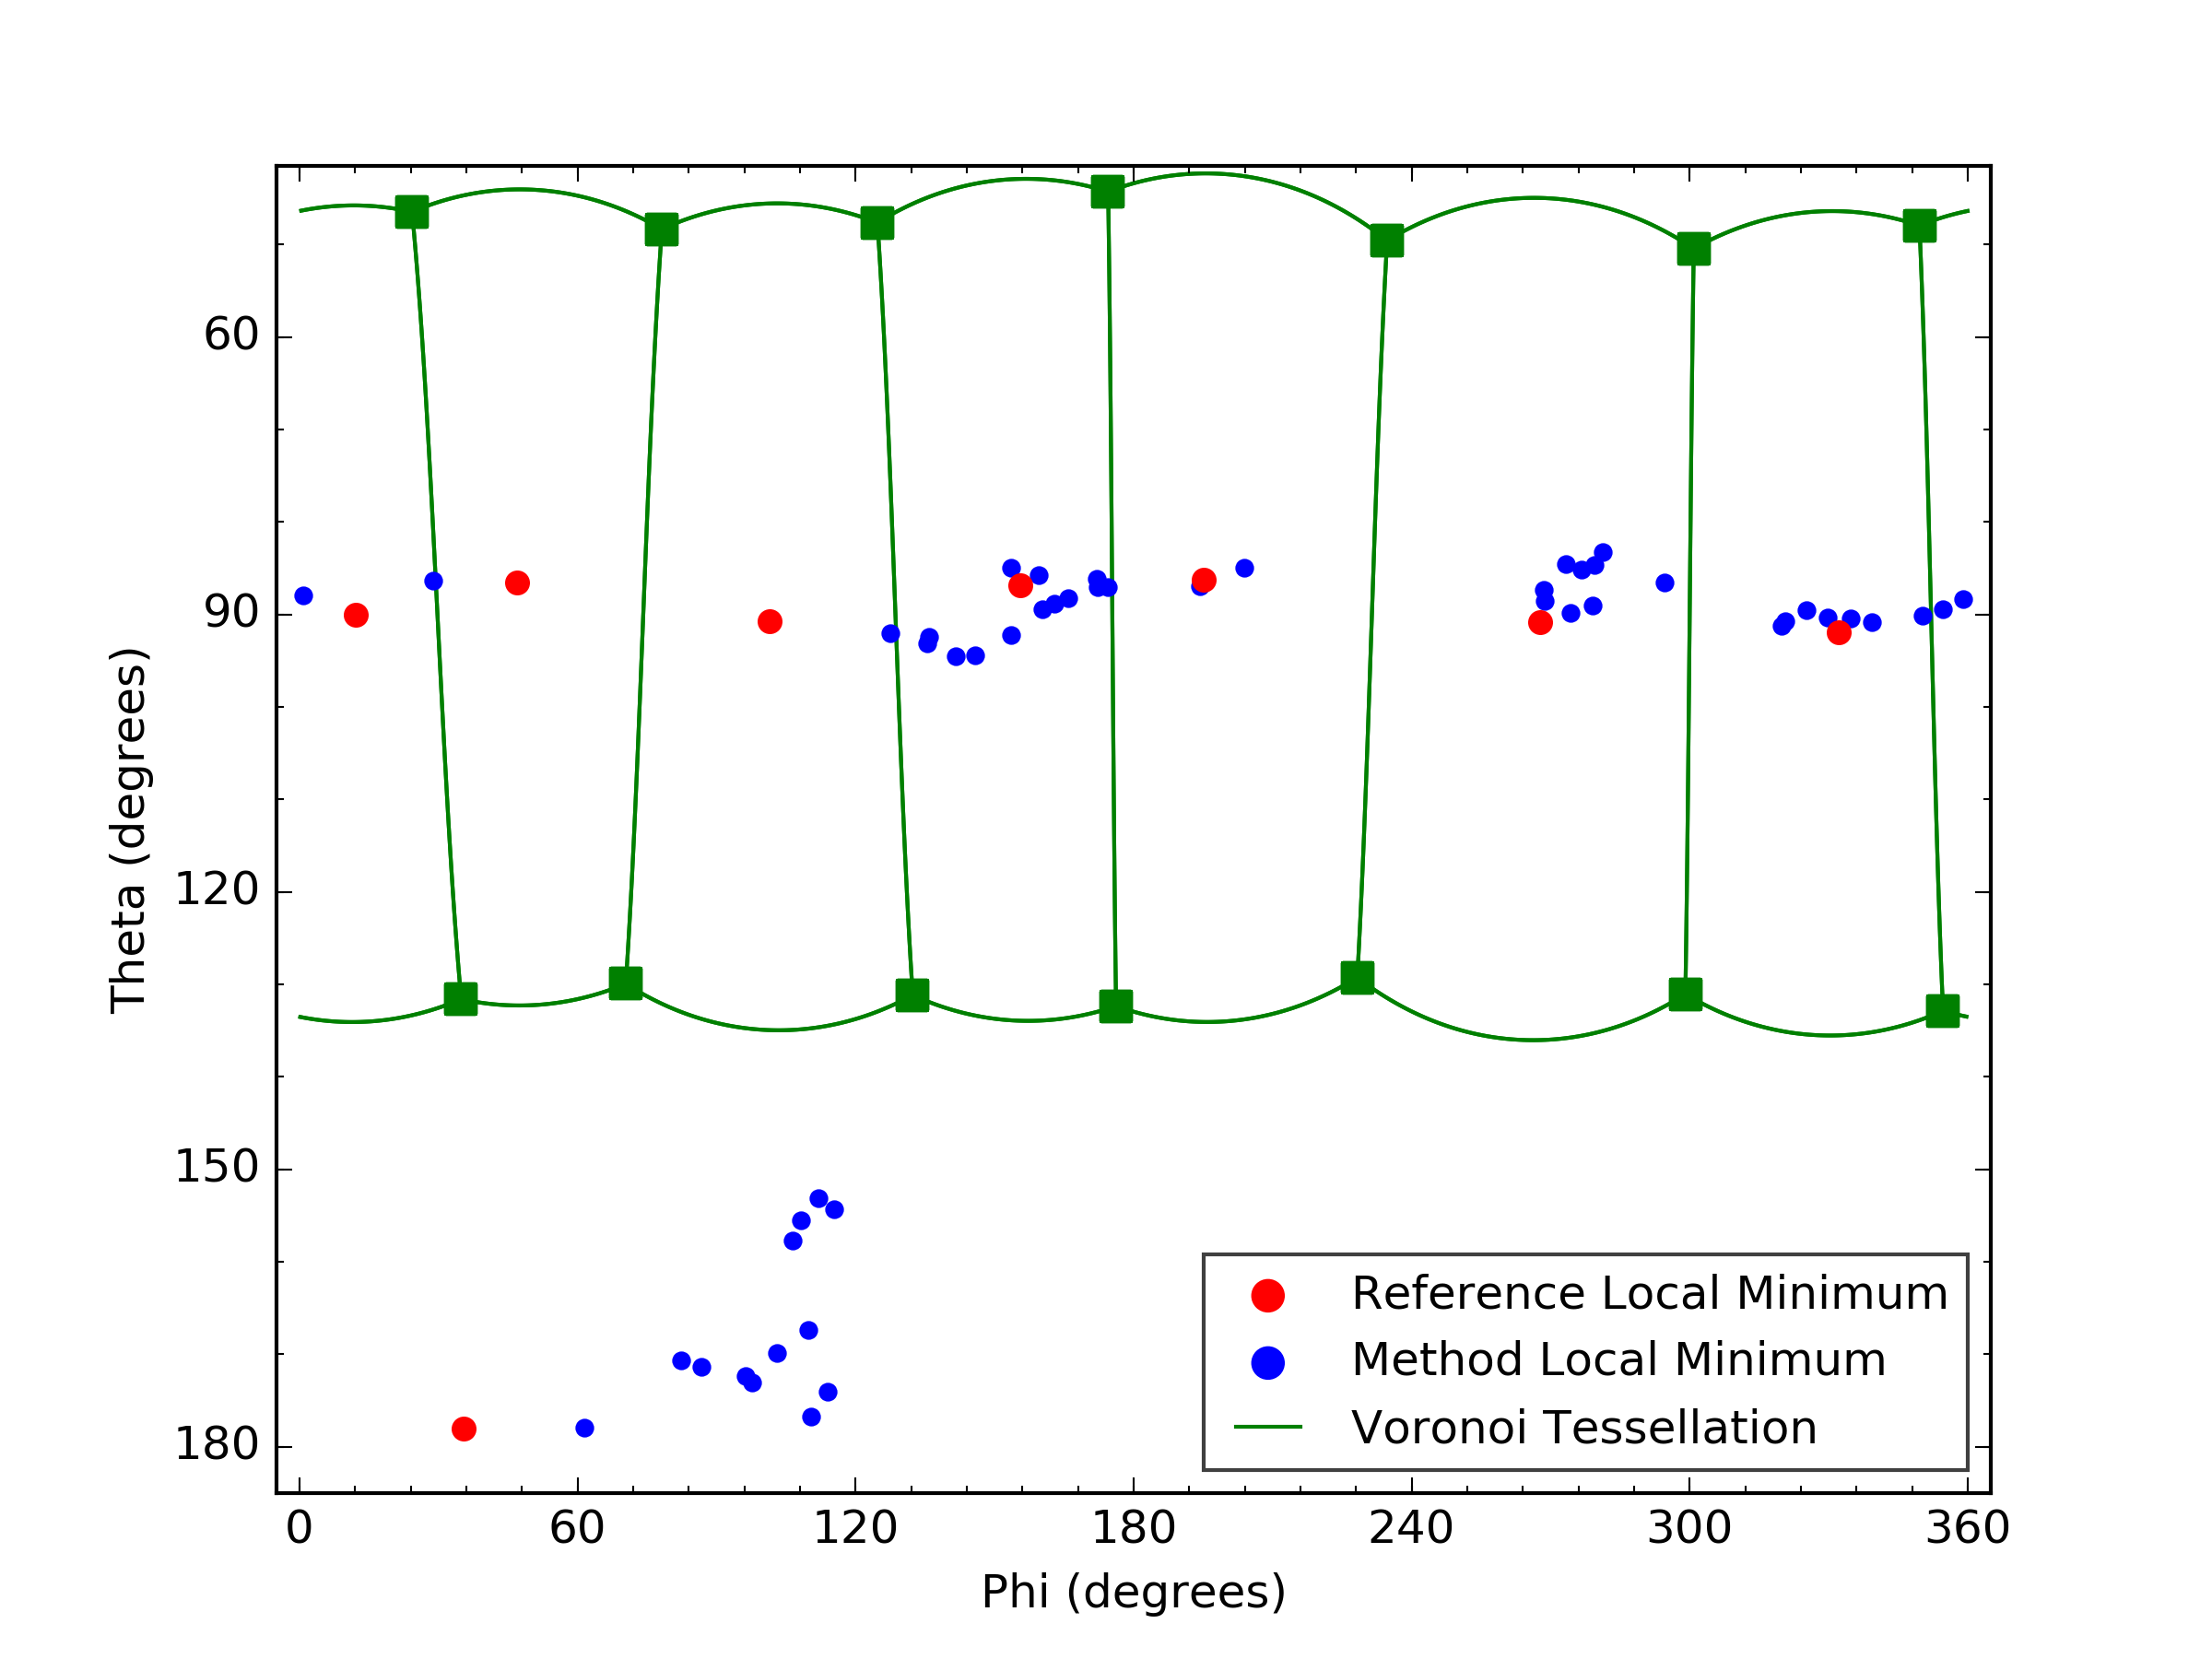 60
90
120
150
180
Theta (degrees)
Reference Local Minimum
Method Local Minimum
Voronoi Tessellation
0 60 120 180 240 300 360
Phi (degrees)